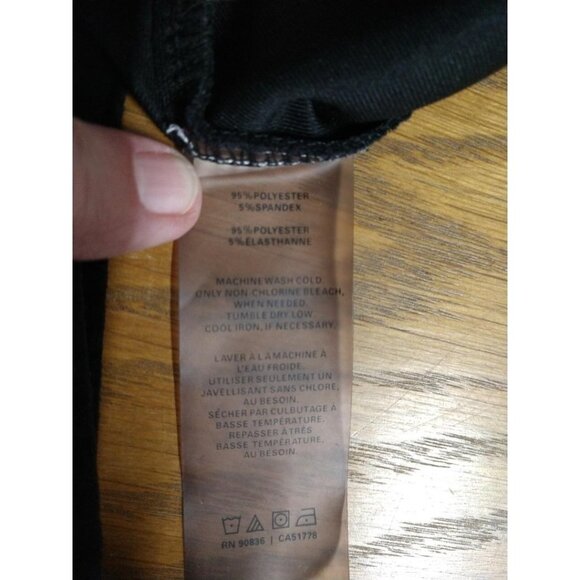 95%POLYESTER
5%SPANDEX
95%POLYESTER
5%ÉLASTHANNE
MACHINE WASH COLD
ONLY NON-CHLORINE BLEACH,
WHEN NEEDED.
TUMBLE DRY LOW.
COOL IRON, IF NECESSARY.
LAVER À LA MACHINE À
L'EAU FROIDE.
UTILISER SEULEMENT UN
JAVELLISANT SANS CHLORE,
AU BESOIN.
SÉCHER PAR CULBUTAGE À
BASSE TEMPÉRATURE.
REPASSER À TRÈS
BASSE TEMPÉRATURE,
AU BESOIN.
RN 90836 | CA51778